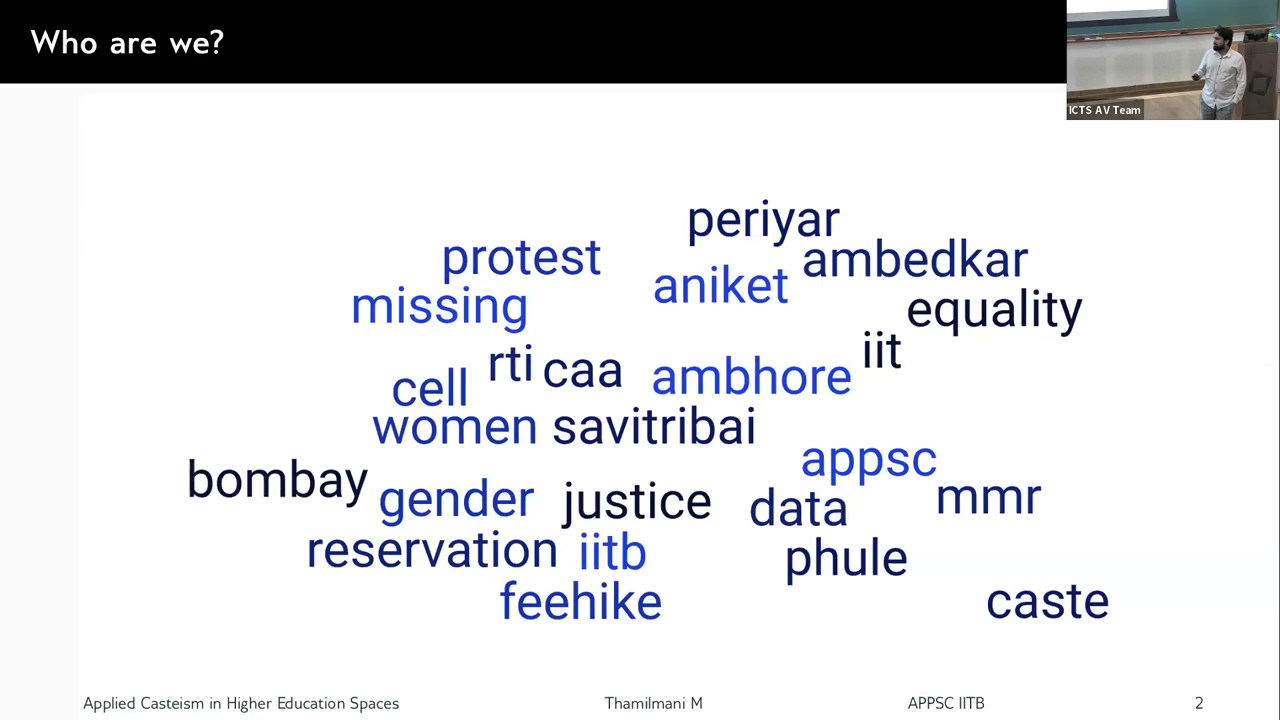 Who are we?
ICTS AV Team
periyar
protest
ambedkar
aniket
missing
equality
iit
rti caa
ambhore
cell
women savitribai
appsc
bombay
gender
justice
data
mmr
reservation iitb
phule
feehike
caste
Applied Casteism in Higher Education Spaces
Thamilmani M
APPSC IITB
2